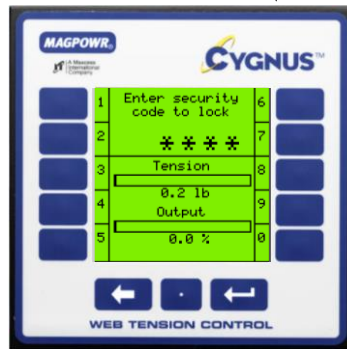 MAGPOWR®
CYGNUS™
A Maxcess
International
Company
Enter security
code to lock
* * * *
Tension
0.2 lb
Output
0.0 %
1
2
3
4
5
6
7
8
9
0
.
WEB TENSION CONTROL